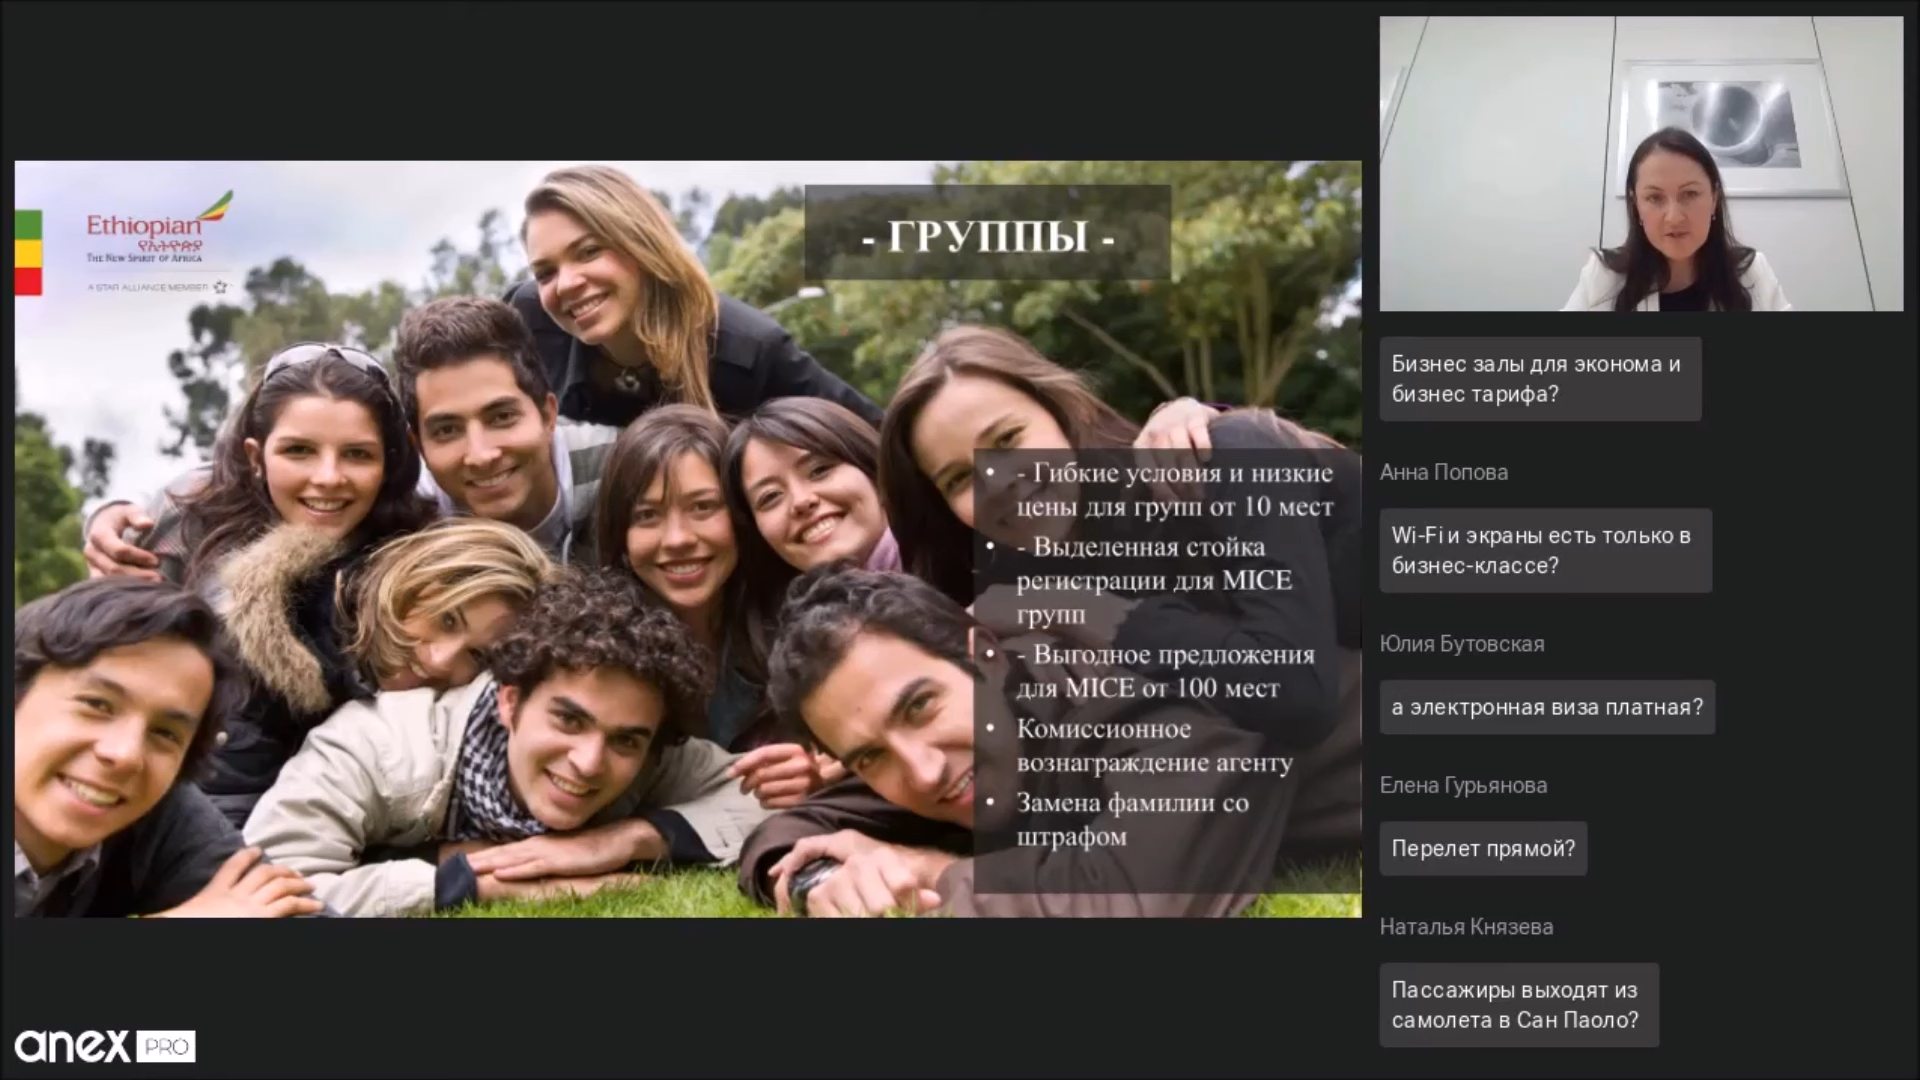 Ethiopian
የኢትዮጵያ
THE NEW SPIRIT OF AFRICA
A STAR ALLIANCE MEMBER
- ГРУППЫ -
• - Гибкие условия и низкие
цены для групп от 10 мест
• - Выделенная стойка
регистрации для MICE
групп
• - Выгодное предложения
для MICE от 100 мест
• Комиссионное
вознаграждение агенту
• Замена фамилии со
штрафом
anex PRO
Бизнес залы для эконома и
бизнес тарифа?
Анна Попова
Wi-Fi и экраны есть только в
бизнес-классе?
Юлия Бутовская
а электронная виза платная?
Елена Гурьянова
Перелет прямой?
Наталья Князева
Пассажиры выходят из
самолета в Сан Паоло?